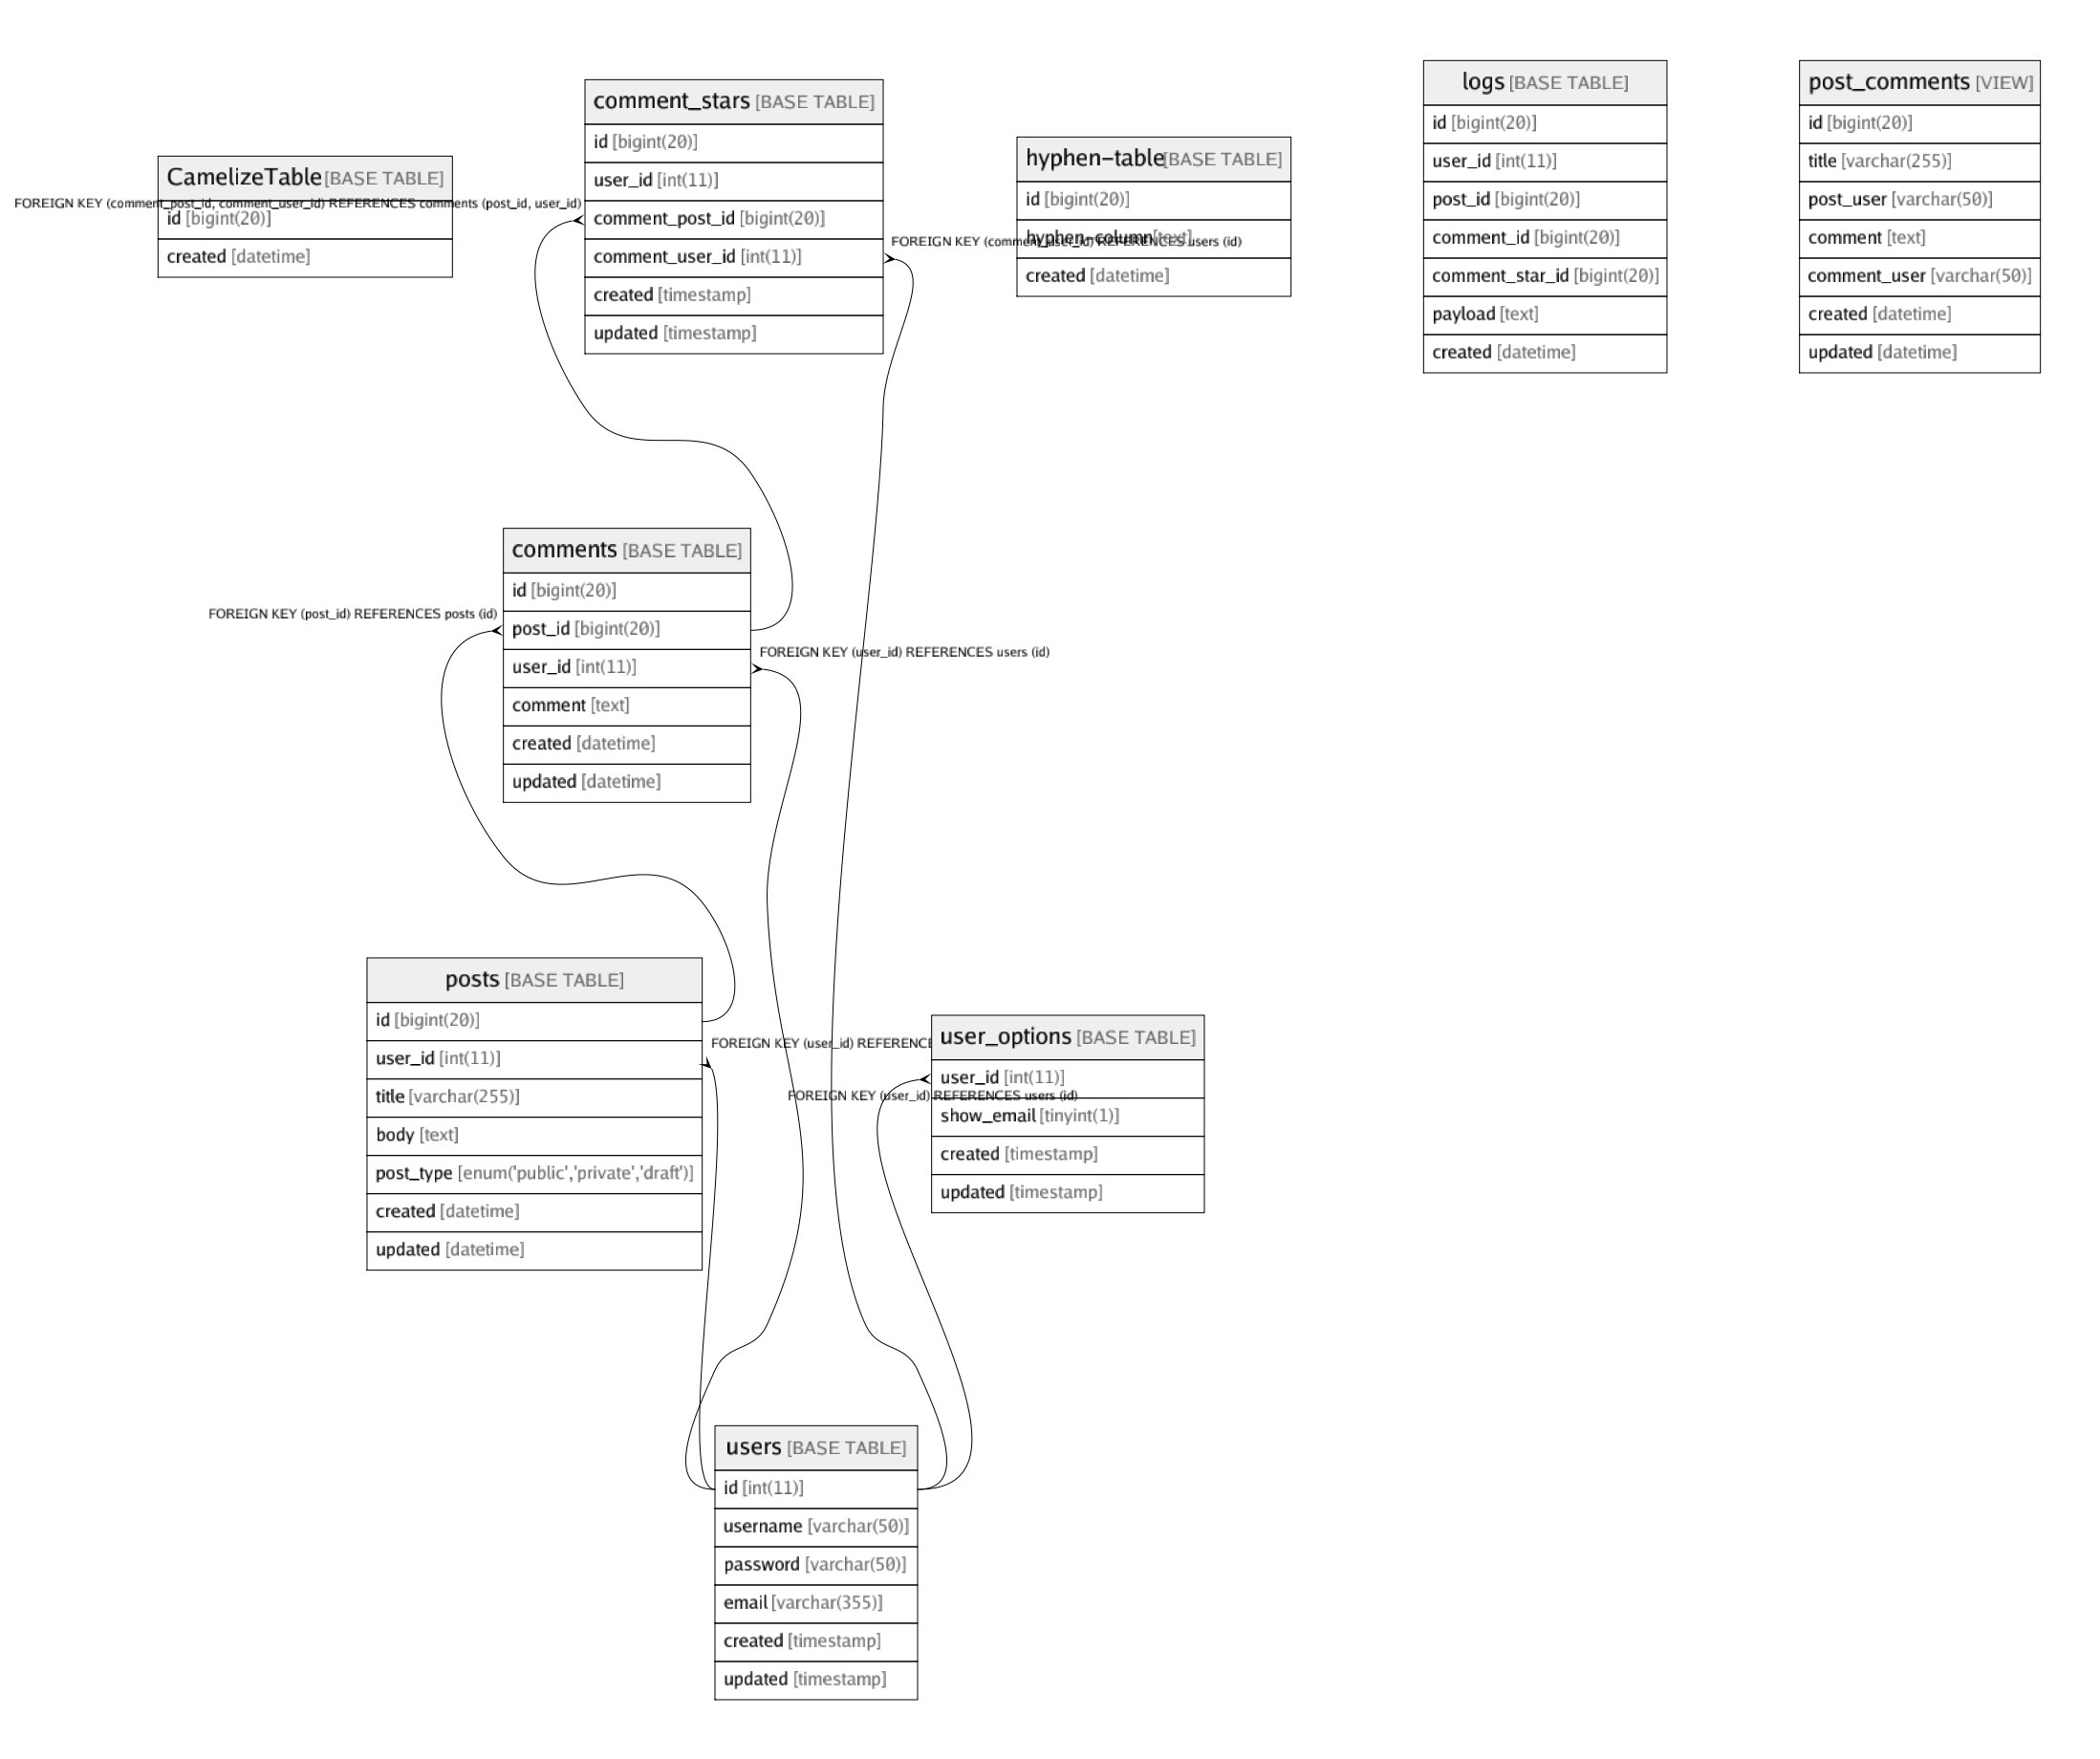 CamelizeTable [BASE TABLE]
id [bigint(20)]
created [datetime]
FOREIGN KEY (comment_post_id, comment_user_id) REFERENCES comments (post_id, user_id)
comment_stars [BASE TABLE]
id [bigint(20)]
user_id [int(11)]
comment_post_id [bigint(20)]
comment_user_id [int(11)]
created [timestamp]
updated [timestamp]
FOREIGN KEY (comment_user_id) REFERENCES users (id)
hyphen-table [BASE TABLE]
id [bigint(20)]
hyphen-column [text]
created [datetime]
logs [BASE TABLE]
id [bigint(20)]
user_id [int(11)]
post_id [bigint(20)]
comment_id [bigint(20)]
comment_star_id [bigint(20)]
payload [text]
created [datetime]
post_comments [VIEW]
id [bigint(20)]
title [varchar(255)]
post_user [varchar(50)]
comment [text]
comment_user [varchar(50)]
created [datetime]
updated [datetime]
comments [BASE TABLE]
id [bigint(20)]
post_id [bigint(20)]
user_id [int(11)]
comment [text]
created [datetime]
updated [datetime]
FOREIGN KEY (post_id) REFERENCES posts (id)
FOREIGN KEY (user_id) REFERENCES users (id)
posts [BASE TABLE]
id [bigint(20)]
user_id [int(11)]
title [varchar(255)]
body [text]
post_type [enum('public','private','draft')]
created [datetime]
updated [datetime]
FOREIGN KEY (user_id) REFERENCE
user_options [BASE TABLE]
user_id [int(11)]
show_email [tinyint(1)]
created [timestamp]
updated [timestamp]
FOREIGN KEY (user_id) REFERENCES users (id)
users [BASE TABLE]
id [int(11)]
username [varchar(50)]
password [varchar(50)]
email [varchar(355)]
created [timestamp]
updated [timestamp]